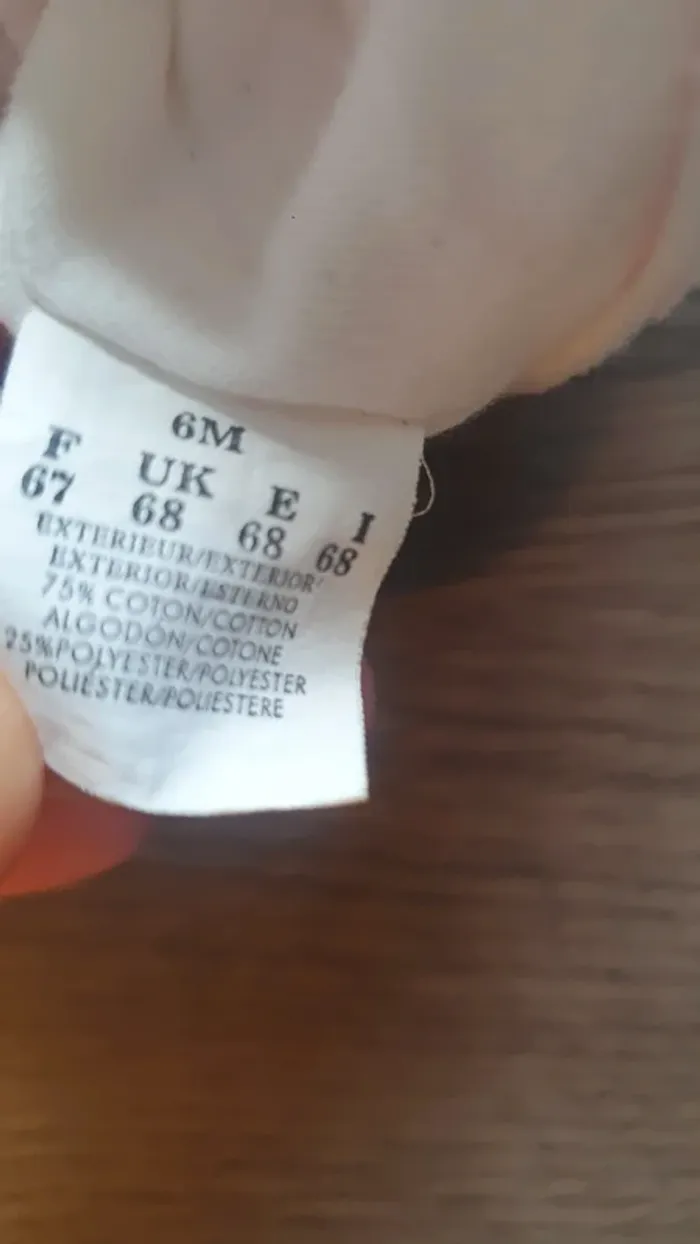 6M
F UK E I
67 68 68 68
EXTERIEUR/EXTERIOR/
EXTERIOR/ESTERNO
75% COTON/COTTON
ALGODÓN/COTONE
25%POLYESTER/POLYESTER
POLIÉSTER/POLIESTERE